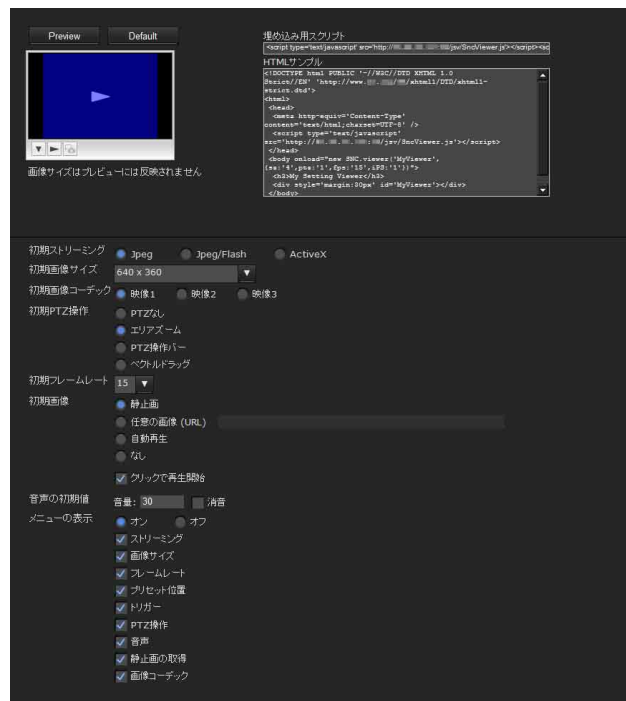 Preview
Default
画像サイズはプレビューには反映されません
埋め込み用スクリプト
<script type='text/javascript' src='http://
/jsv/SncViewer.js'></script><sc
HTMLサンプル
<!DOCTYPE html PUBLIC '-//W3C//DTD XHTML 1.0
Strict//EN' 'http://www.
/xhtml1/DTD/xhtml1-
strict.dtd'>
<html>
<head>
<meta http-equiv='Content-Type'
content='text/html;charset=UTF-8' />
<script type='text/javascript'
src='http://
/jsv/SncViewer.js'></script>
</head>
<body onload="new SNC.viewer('MyViewer',
<h3>My Setting Viewer</h3>
<div style='margin:30px' id='MyViewer'></div>
</body>
初期ストリーミング Jpeg Jpeg/Flash ActiveX
初期画像サイズ 640 x 360
初期画像コーデック 映像1 映像2 映像3
初期PTZ操作 PTZなし
エリアズーム
PTZ操作バー
ベクトルドラッグ
初期フレームレート 15
初期画像 静止画
任意の画像 (URL)
自動再生
なし
クリックで再生開始
音声の初期値 音量: 30 消音
メニューの表示 オン オフ
ストリーミング
画像サイズ
フレームレート
プリセット位置
トリガー
PTZ操作
音声
静止画の取得
画像コーデック